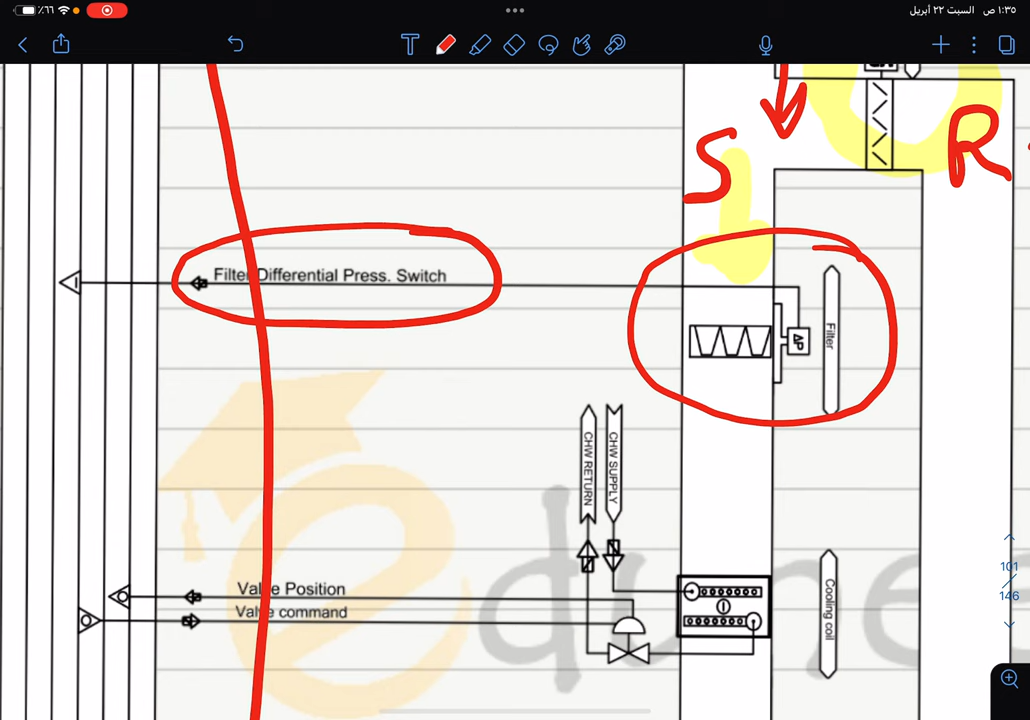 ١:٣٥ ص السبت ٢٢ أبريل
٪٦٦
S
R
Filter Differential Press. Switch
ΔP
Filter
CHW RETURN
CHW SUPPLY
Valve Position
Valve command
Cooling coil
101
146